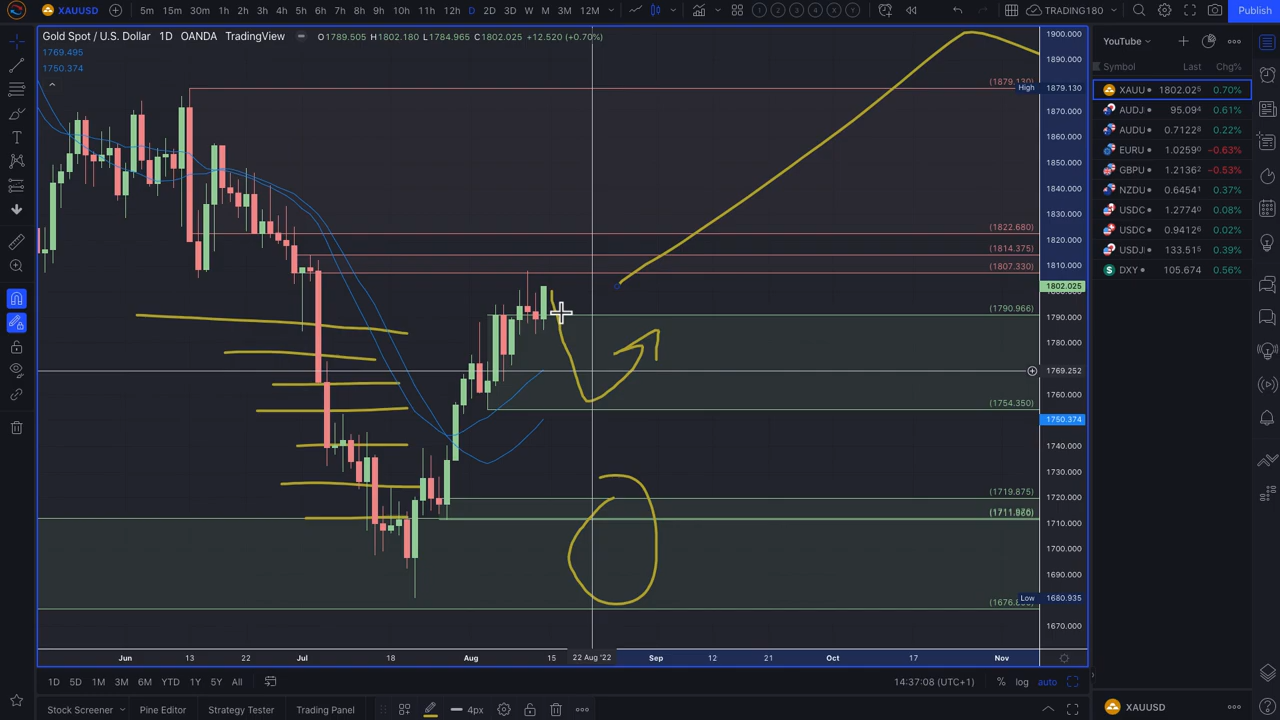 XAUUSD 5m 15m 30m 1h 2h 3h 4h 5h 6h 7h 8h 9h 10h 11h 12h D 2D 3D W M 3M 12M TRADING180 Publish
Gold Spot / U.S. Dollar 1D OANDA TradingView O1789.505 H1802.180 L1784.965 C1802.025 +12.520 (+0.70%)
1769.495
1750.374
1900.000
1890.000
(1879.130)
High 1879.130
1870.000
1860.000
1850.000
1840.000
1830.000
(1822.680)
1820.000
(1814.375)
1810.000
(1807.330)
1802.025
(1790.966)
1790.000
1780.000
1769.252
1760.000
(1754.350)
1750.374
1740.000
1730.000
(1719.875)
1720.000
1710.000
1700.000
1690.000
Low 1680.935
1670.000
Jun 13 22 Jul 18 Aug 15 22 Aug '22 Sep 12 21 Oct 17 Nov
1D 5D 1M 3M 6M YTD 1Y 5Y All 14:37:08 (UTC+1) % log auto
Stock Screener Pine Editor Strategy Tester Trading Panel 4px
YouTube
Symbol Last Chg%
XAUU 1802.025 0.70%
AUDJ 95.094 0.61%
AUDU 0.71228 0.22%
EURU 1.02590 −0.63%
GBPU 1.21362 −0.53%
NZDU 0.64541 0.37%
USDC 1.27740 0.08%
USDC 0.94126 0.02%
USDJ 133.515 0.39%
DXY 105.674 0.56%
XAUUSD